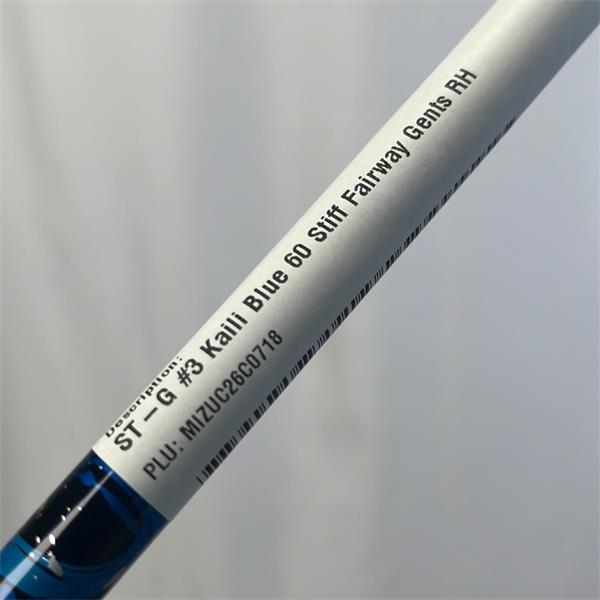 Description:
ST-G #3 Kaili Blue 60 Stiff Fairway Gents RH
PLU: MIZUC26C0718